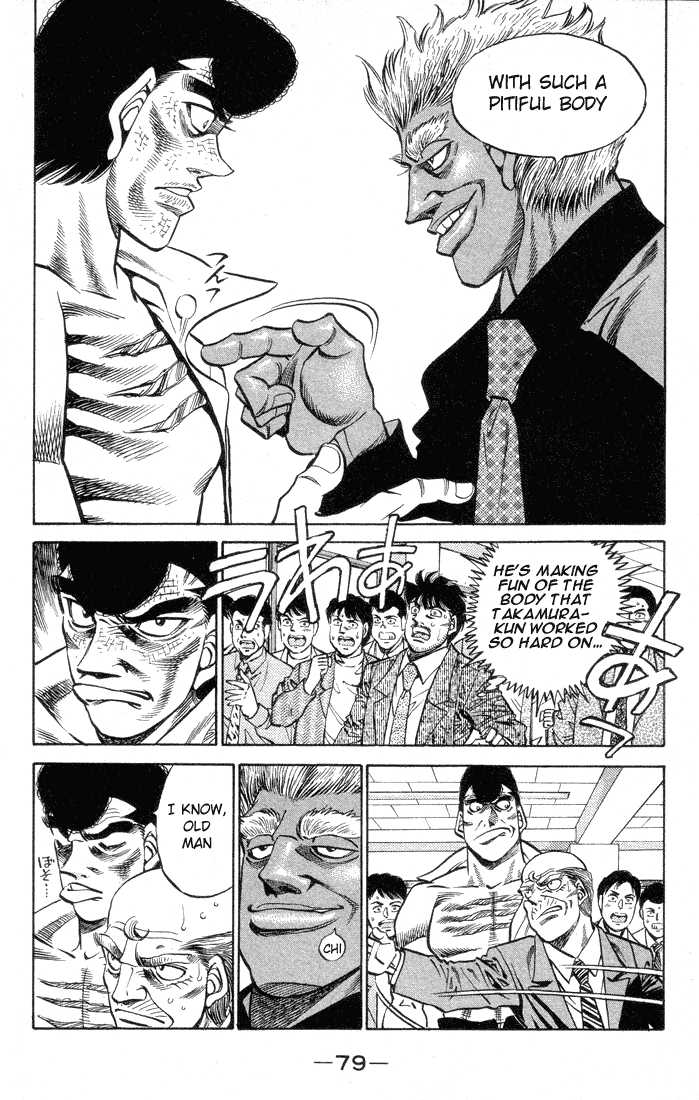 WITH SUCH A
PITIFUL BODY
うわあ
あ
っ
HE'S MAKING
FUN OF THE
BODY THAT
TAKAMURA-
KUN WORKED
SO HARD ON...
ぼそ…
I KNOW,
OLD
MAN
CHI
—79—